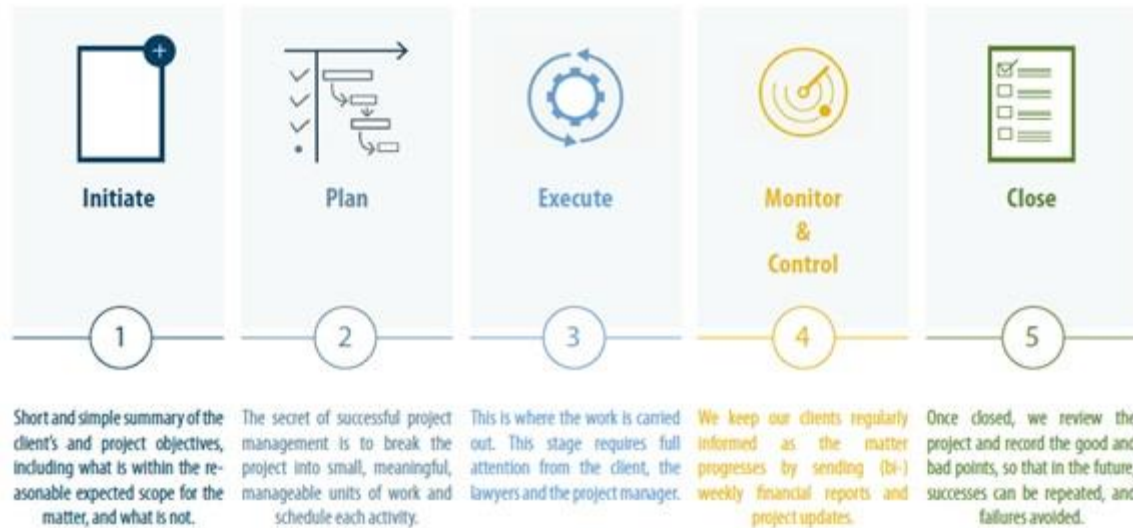 Initiate
Plan
Execute
Monitor
&
Control
Close
1
2
3
4
5
Short and simple summary of the
client's and project objectives,
including what is within the re-
asonable expected scope for the
matter, and what is not.
The secret of successful project
management is to break the
project into small, meaningful,
manageable units of work and
schedule each activity.
This is where the work is carried
out. This stage requires full
attention from the client, the
lawyers and the project manager.
We keep our clients regularly
informed as the matter
progresses by sending (bi-)
weekly financial reports and
project updates.
Once closed, we review the
project and record the good and
bad points, so that in the future,
successes can be repeated, and
failures avoided.